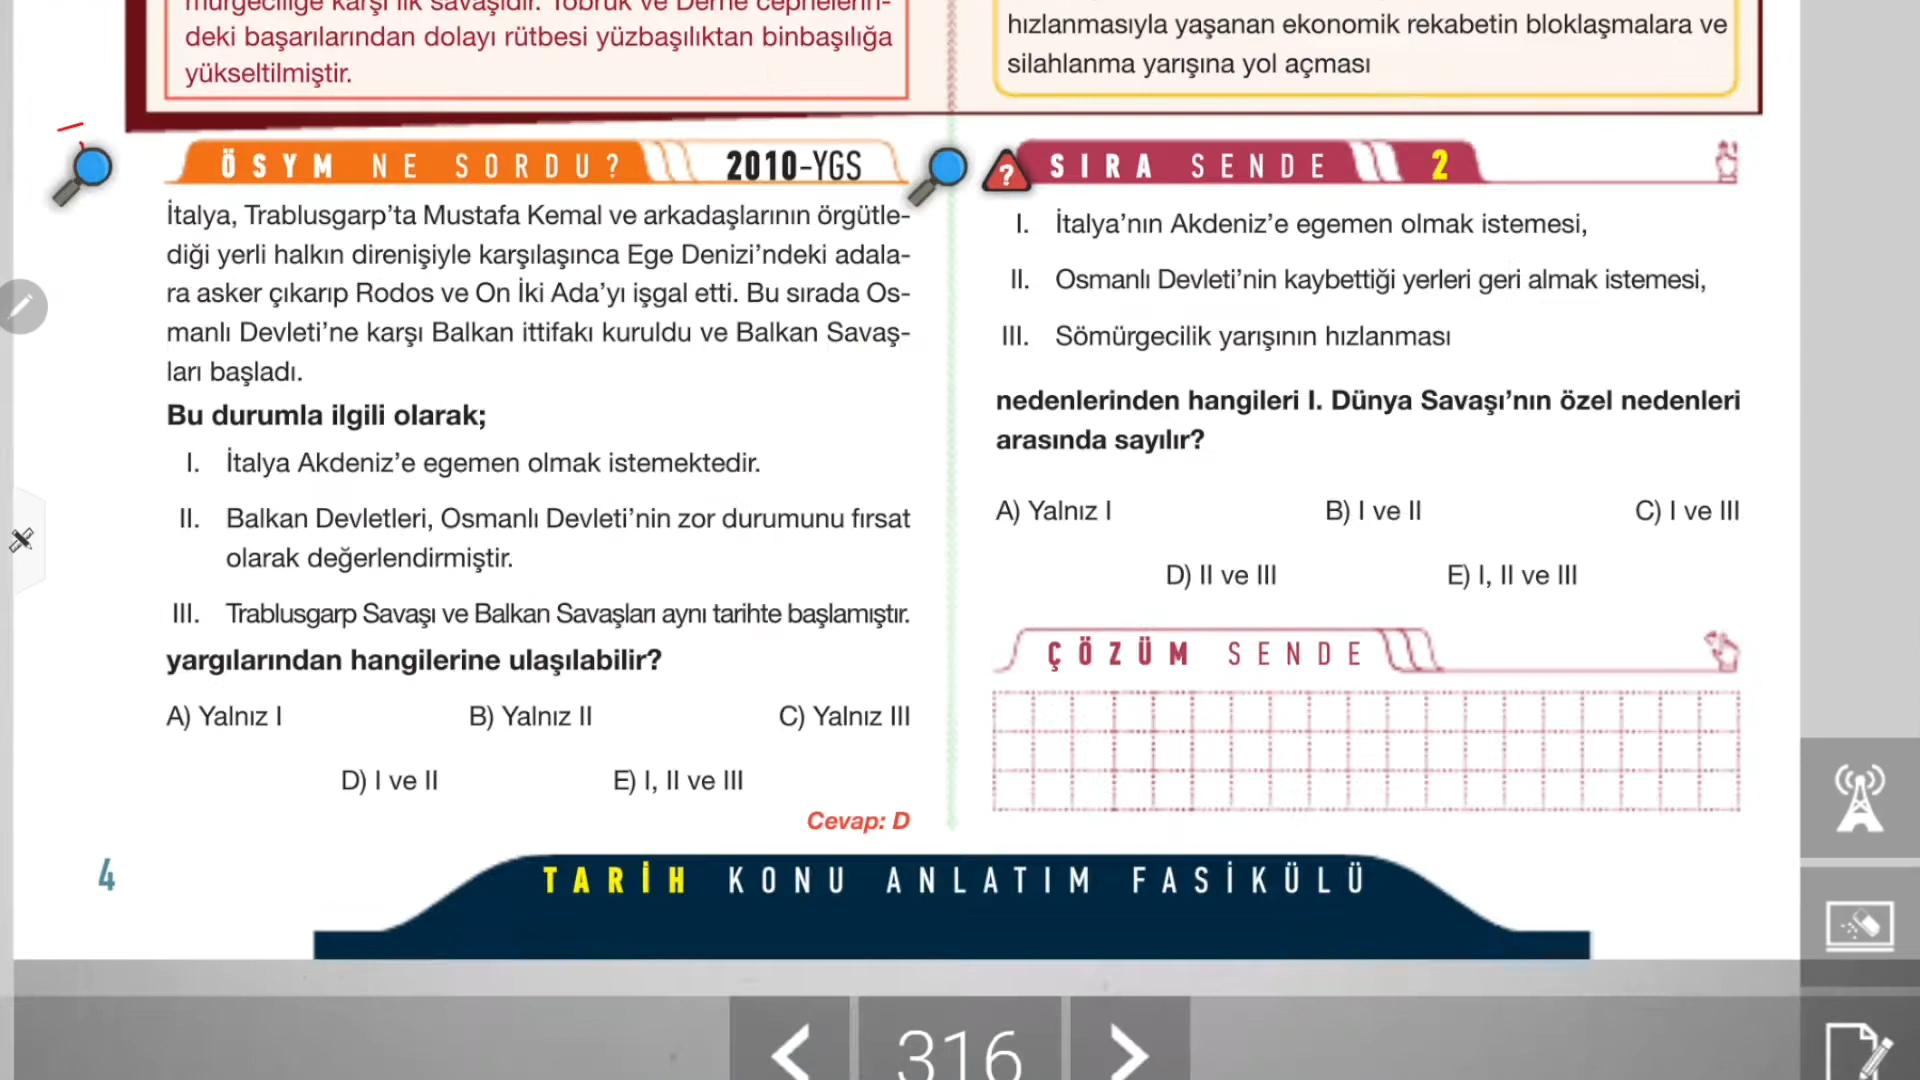 mürgeciliğe karşı ilk savaşıdır. Tobruk ve Derne cephelerin-
deki başarılarından dolayı rütbesi yüzbaşılıktan binbaşılığa
yükseltilmiştir.
hızlanmasıyla yaşanan ekonomik rekabetin bloklaşmalara ve
silahlanma yarışına yol açması
ÖSYM NE SORDU? 2010-YGS
İtalya, Trablusgarp’ta Mustafa Kemal ve arkadaşlarının örgütle-
diği yerli halkın direnişiyle karşılaşınca Ege Denizi’ndeki adala-
ra asker çıkarıp Rodos ve On İki Ada’yı işgal etti. Bu sırada Os-
manlı Devleti’ne karşı Balkan ittifakı kuruldu ve Balkan Savaş-
ları başladı.
Bu durumla ilgili olarak;
I. İtalya Akdeniz’e egemen olmak istemektedir.
II. Balkan Devletleri, Osmanlı Devleti’nin zor durumunu fırsat
olarak değerlendirmiştir.
III. Trablusgarp Savaşı ve Balkan Savaşları aynı tarihte başlamıştır.
yargılarından hangilerine ulaşılabilir?
A) Yalnız I B) Yalnız II C) Yalnız III
D) I ve II E) I, II ve III
Cevap: D
? SIRA SENDE 2
I. İtalya’nın Akdeniz’e egemen olmak istemesi,
II. Osmanlı Devleti’nin kaybettiği yerleri geri almak istemesi,
III. Sömürgecilik yarışının hızlanması
nedenlerinden hangileri I. Dünya Savaşı’nın özel nedenleri
arasında sayılır?
A) Yalnız I B) I ve II C) I ve III
D) II ve III E) I, II ve III
ÇÖZÜM SENDE
4
TARİH KONU ANLATIM FASİKÜLÜ
316